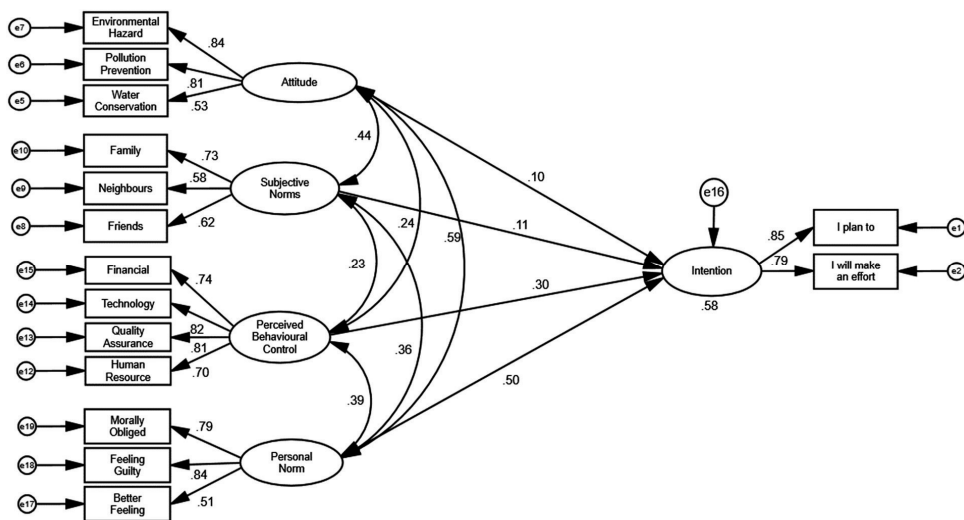 e7
Environmental
Hazard
.84
e6
Pollution
Prevention
.81
e5
Water
Conservation
.53
Attitude
.44
e10
Family
.73
e9
Neighbours
.58
e8
Friends
.62
Subjective
Norms
.10
.11
.24
.59
.23
e16
.85
I plan to
e1
Intention
.79
I will make
an effort
e2
.58
e15
Financial
.74
e14
Technology
.82
e13
Quality
Assurance
.81
e12
Human
Resource
.70
Perceived
Behavioural
Control
.30
.36
.50
.39
e19
Morally
Obliged
.79
e18
Feeling
Guilty
.84
e17
Better
Feeling
.51
Personal
Norm